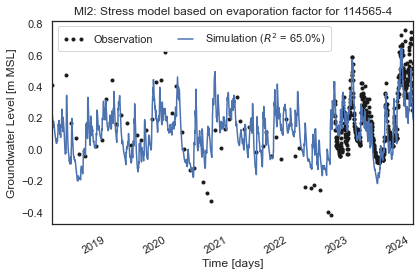 MI2: Stress model based on evaporation factor for 114565-4
Observation
Simulation (R² = 65.0%)
Groundwater Level [m MSL]
0.8
0.6
0.4
0.2
0.0
−0.2
−0.4
2019
2020
2021
2022
2023
2024
Time [days]